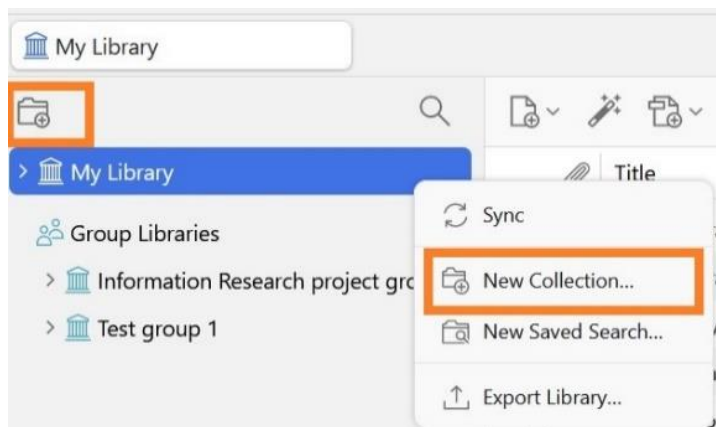 My Library
My Library
Title
Sync
Group Libraries
New Collection...
Information Research project gr
Test group 1
New Saved Search...
Export Library...